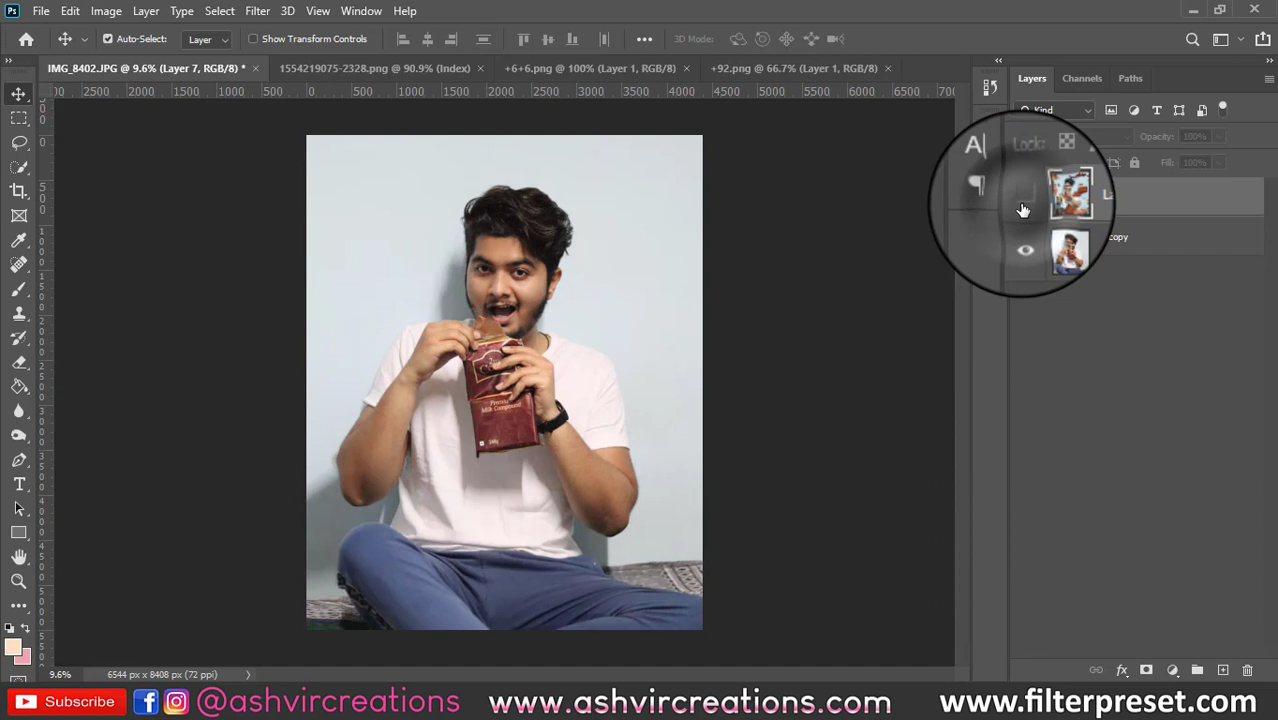 Ps File Edit Image Layer Type Select Filter 3D View Window Help
Auto-Select: Layer Show Transform Controls 3D Mode:
IMG_8402.JPG @ 9.6% (Layer 7, RGB/8) * 1554219075-2328.png @ 90.9% (Index) +6+6.png @ 100% (Layer 1, RGB/8) +92.png @ 66.7% (Layer 1, RGB/8)
Layers Channels Paths
2500 2000 1500 1000 500 0 500 1000 1500 2000 2500 3000 3500 4000 4500 5000 5500 6000 6500
Kind
Lock: Opacity: 100%
Fill: 100%
copy
Premium
Milk Compound
9.6% 6544 px x 8408 px (72 ppi)
Subscribe @ashvircreations www.ashvircreations.com www.filterpreset.com